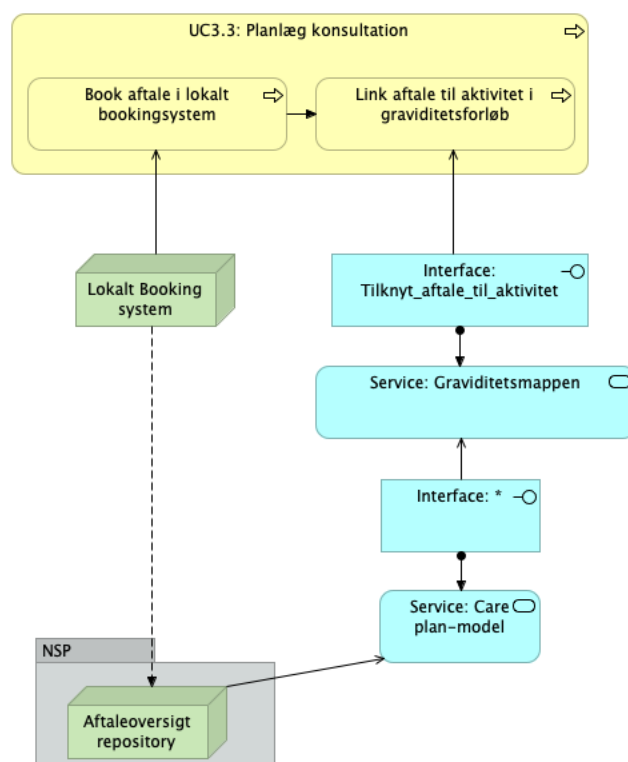 UC3.3: Planlæg konsultation
Book aftale i lokalt
bookingsystem
Link aftale til aktivitet i
graviditetsforløb
Lokalt Booking
system
Interface:
Tilknyt_aftale_til_aktivitet
Service: Graviditetsmappen
Interface: *
Service: Care
plan-model
NSP
Aftaleoversigt
repository